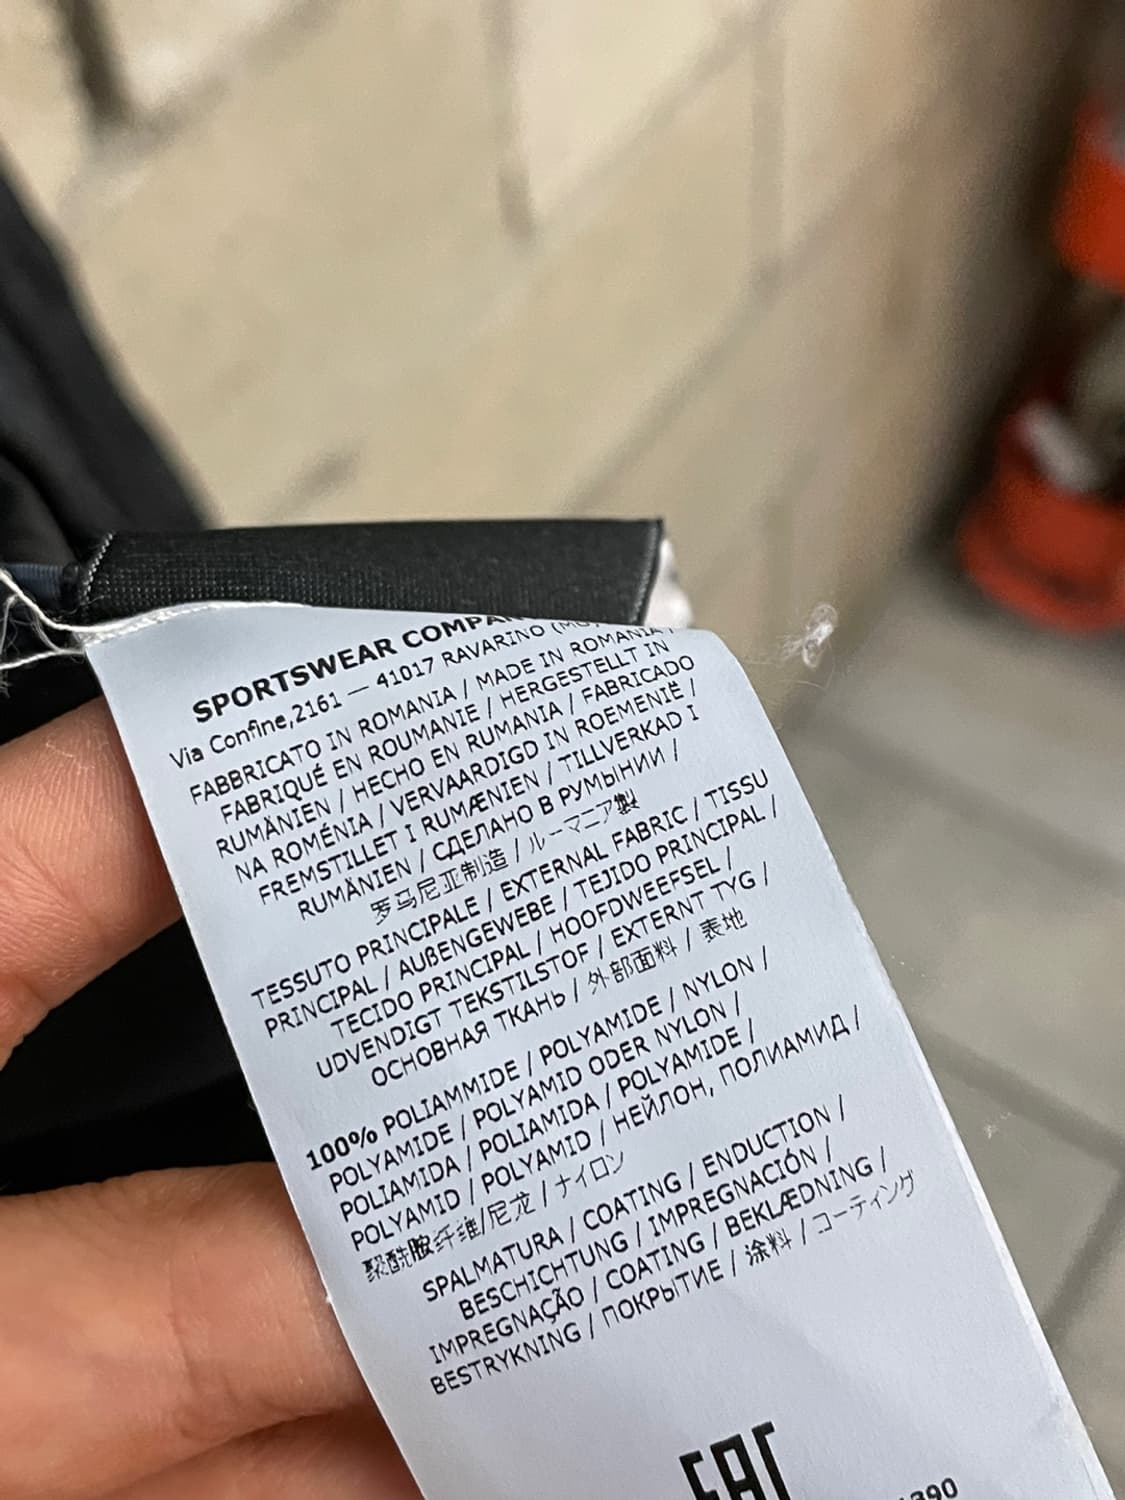 SPORTSWEAR
Via Confine,2161 — 41017 RAVARINO
FABBRICATO IN ROMANIA / MADE IN ROMANIA /
FABRIQUÉ EN ROUMANIE / HERGESTELLT IN
RUMÄNIEN / HECHO EN RUMANIA / FABRICADO
NA ROMÉNIA / VERVAARDIGD IN ROEMENIË /
FREMSTILLET I RUMÆNIEN / TILLVERKAD I
RUMÄNIEN / СДЕЛАНО В РУМЫНИИ /
罗马尼亚制造 / ルーマニア製
TESSUTO PRINCIPALE / EXTERNAL FABRIC / TISSU
PRINCIPAL / AUßENGEWEBE / TEJIDO PRINCIPAL /
TECIDO PRINCIPAL / HOOFDWEEFSEL /
UDVENDIGT TEKSTILSTOF / EXTERNT TYG /
ОСНОВНАЯ ТКАНЬ / 外部面料 / 表地
100% POLIAMMIDE / POLYAMIDE / NYLON /
POLYAMIDE / POLYAMID ODER NYLON /
POLIAMIDA / POLIAMIDA / POLYAMIDE /
POLYAMID / POLYAMID / НЕЙЛОН, ПОЛИАМИД /
聚酰胺纤维/尼龙 / ナイロン
SPALMATURA / COATING / ENDUCTION /
BESCHICHTUNG / IMPREGNACIÓN /
IMPREGNAÇÃO / COATING / BEKLÆDNING /
BESTRYKNING / ПОКРЫТИЕ / 涂料 / コーティング
EAC